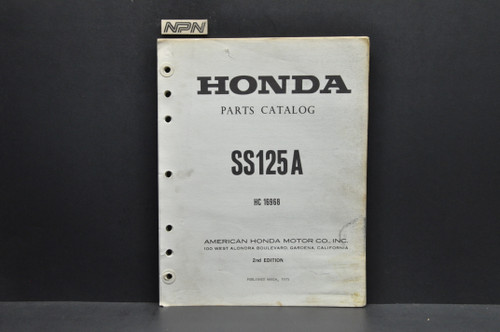 NPN
HONDA
PARTS CATALOG
SS125A
HC 16968
AMERICAN HONDA MOTOR CO., INC.
100 WEST ALONDRA BOULEVARD, GARDENA, CALIFORNIA
2nd EDITION